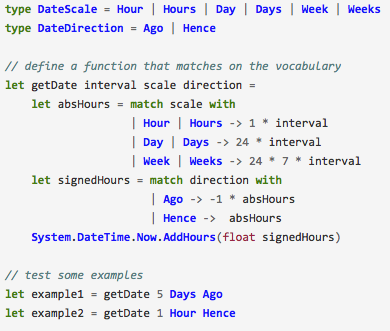 type DateScale = Hour | Hours | Day | Days | Week | Weeks
type DateDirection = Ago | Hence

// define a function that matches on the vocabulary
let getDate interval scale direction =
    let absHours = match scale with
                   | Hour | Hours -> 1 * interval
                   | Day | Days -> 24 * interval
                   | Week | Weeks -> 24 * 7 * interval
    let signedHours = match direction with
                      | Ago -> -1 * absHours
                      | Hence ->  absHours
    System.DateTime.Now.AddHours(float signedHours)

// test some examples
let example1 = getDate 5 Days Ago
let example2 = getDate 1 Hour Hence